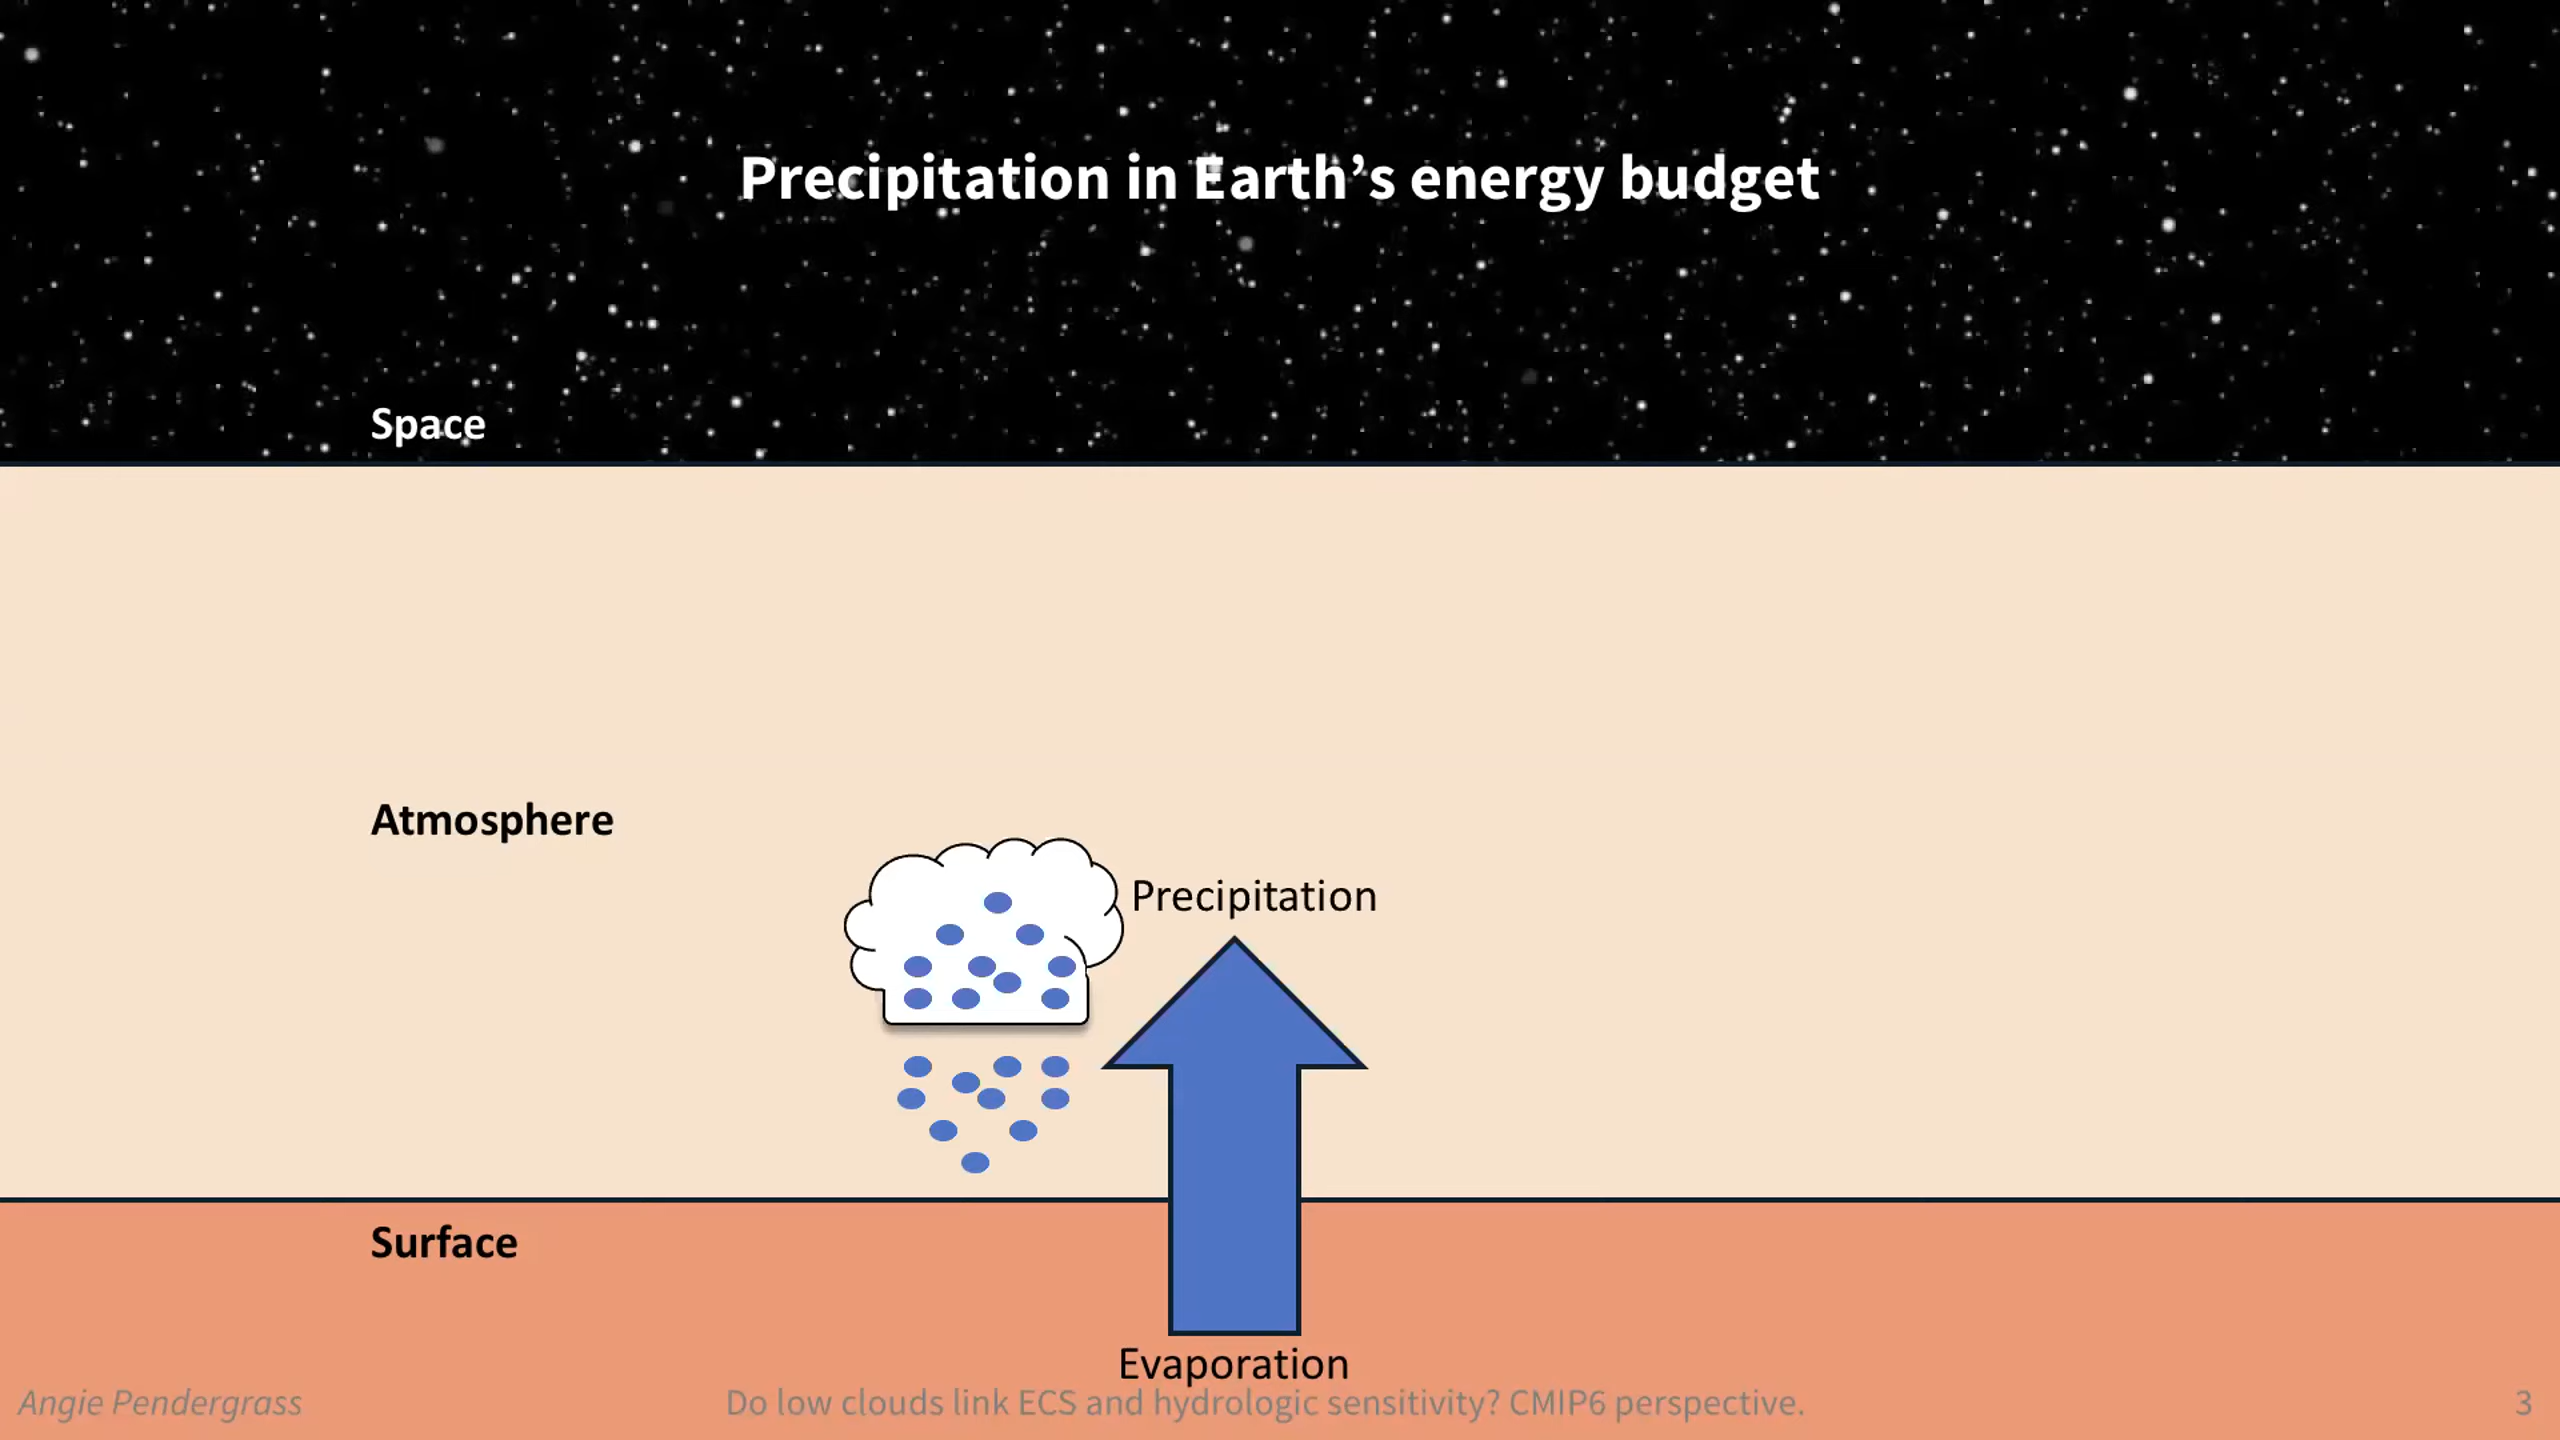 Precipitation in Earth’s energy budget
Space
Atmosphere
Precipitation
Surface
Evaporation
Angie Pendergrass
Do low clouds link ECS and hydrologic sensitivity? CMIP6 perspective.
3